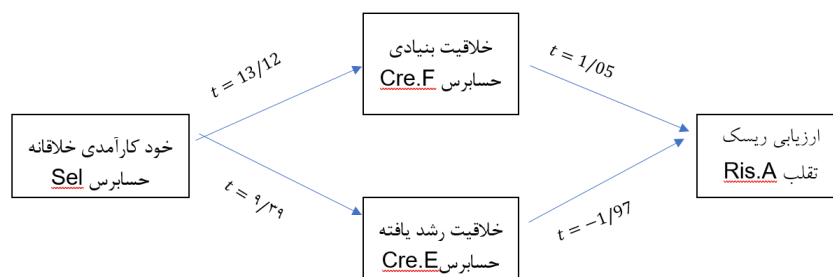 خلاقیت بنیادی
حسابرس Cre.F
t = 13/12
t = 1/05
خود کارآمدی خلاقانه
حسابرس Sel
ارزیابی ریسک
تقلب Ris.A
t = ۹/۳۹
t = −1/97
خلاقیت رشد یافته
حسابرسCre.E